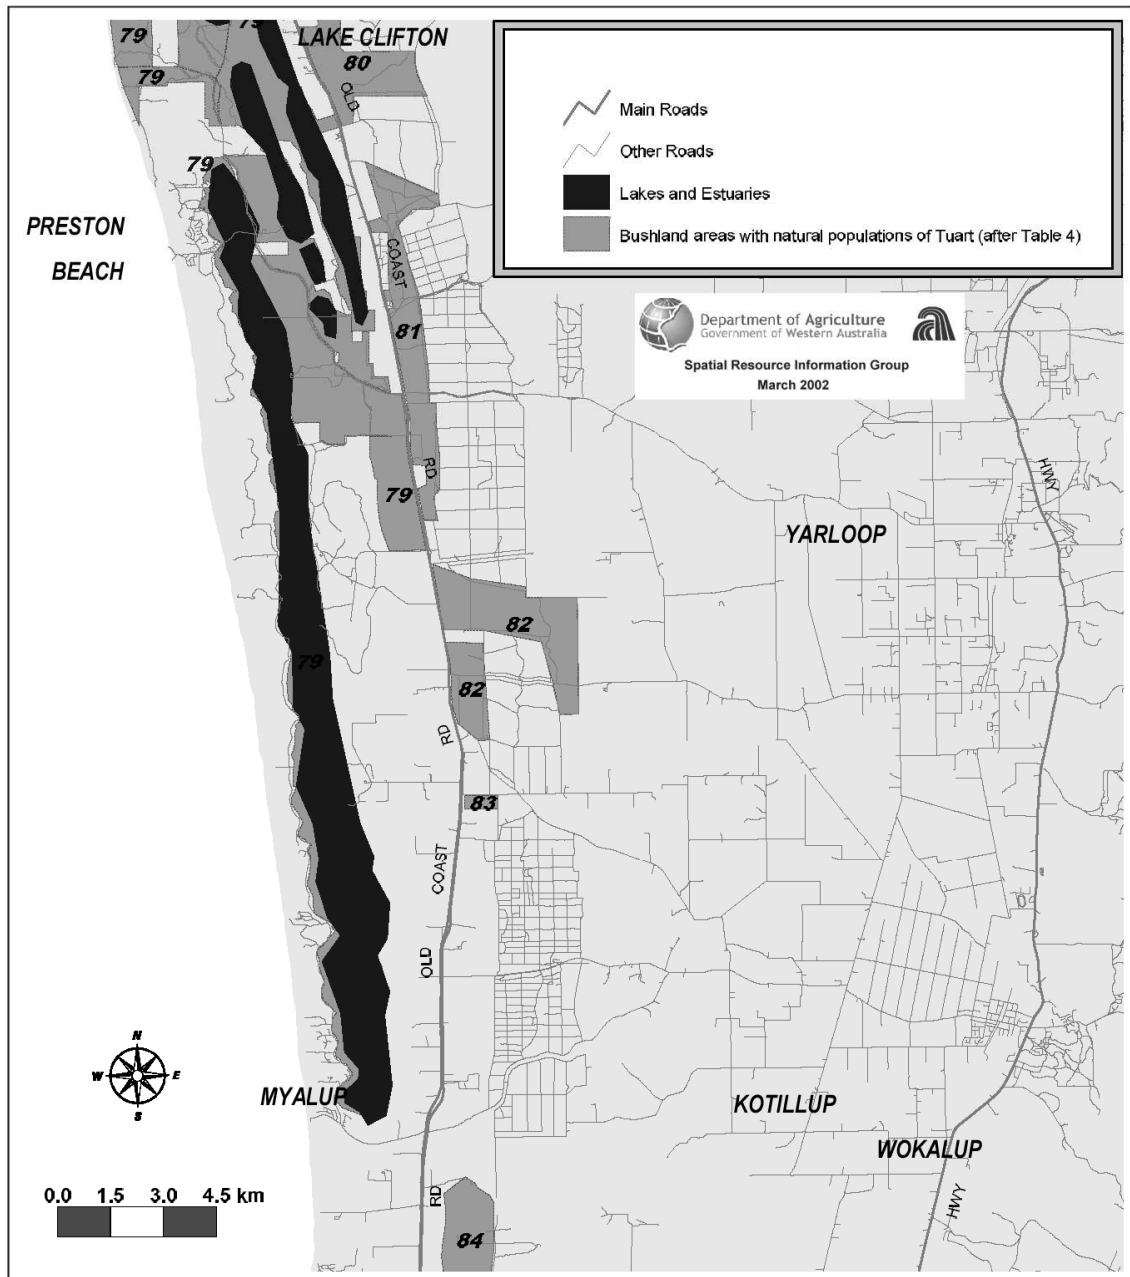 79
79
LAKE CLIFTON
80
79
OLD
79
PRESTON
BEACH
COAST
81
RD
79
Main Roads
Other Roads
Lakes and Estuaries
Bushland areas with natural populations of Tuart (after Table 4)
Department of Agriculture
Government of Western Australia
Spatial Resource Information Group
March 2002
HWY
YARLOOP
82
79
82
RD
83
COAST
OLD
N
W E
S
MYALUP
KOTILLUP
WOKALUP
0.0 1.5 3.0 4.5 km
RD
HWY
84